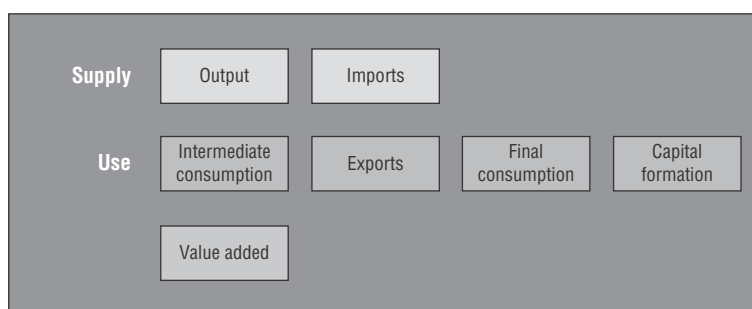 Supply
Output
Imports
Use
Intermediate
consumption
Exports
Final
consumption
Capital
formation
Value added